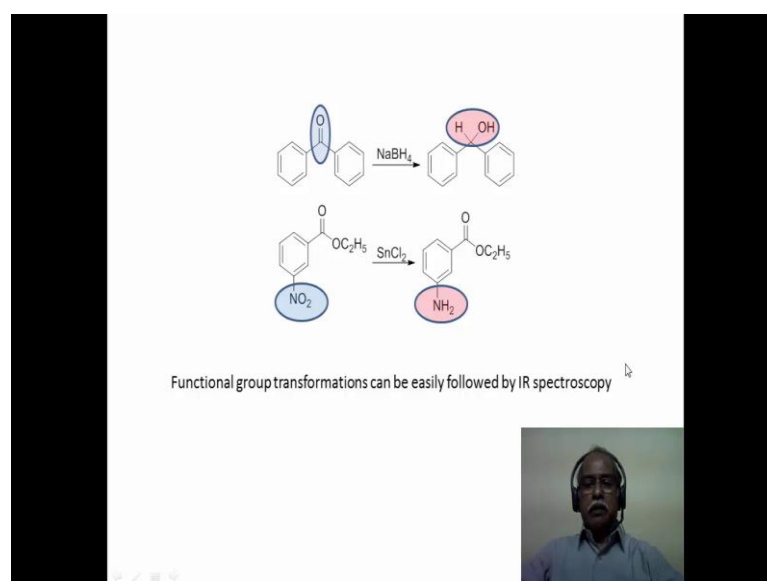 O
H OH
NaBH₄
O
OC₂H₅
SnCl₂
O
OC₂H₅
NO₂
NH₂
Functional group transformations can be easily followed by IR spectroscopy